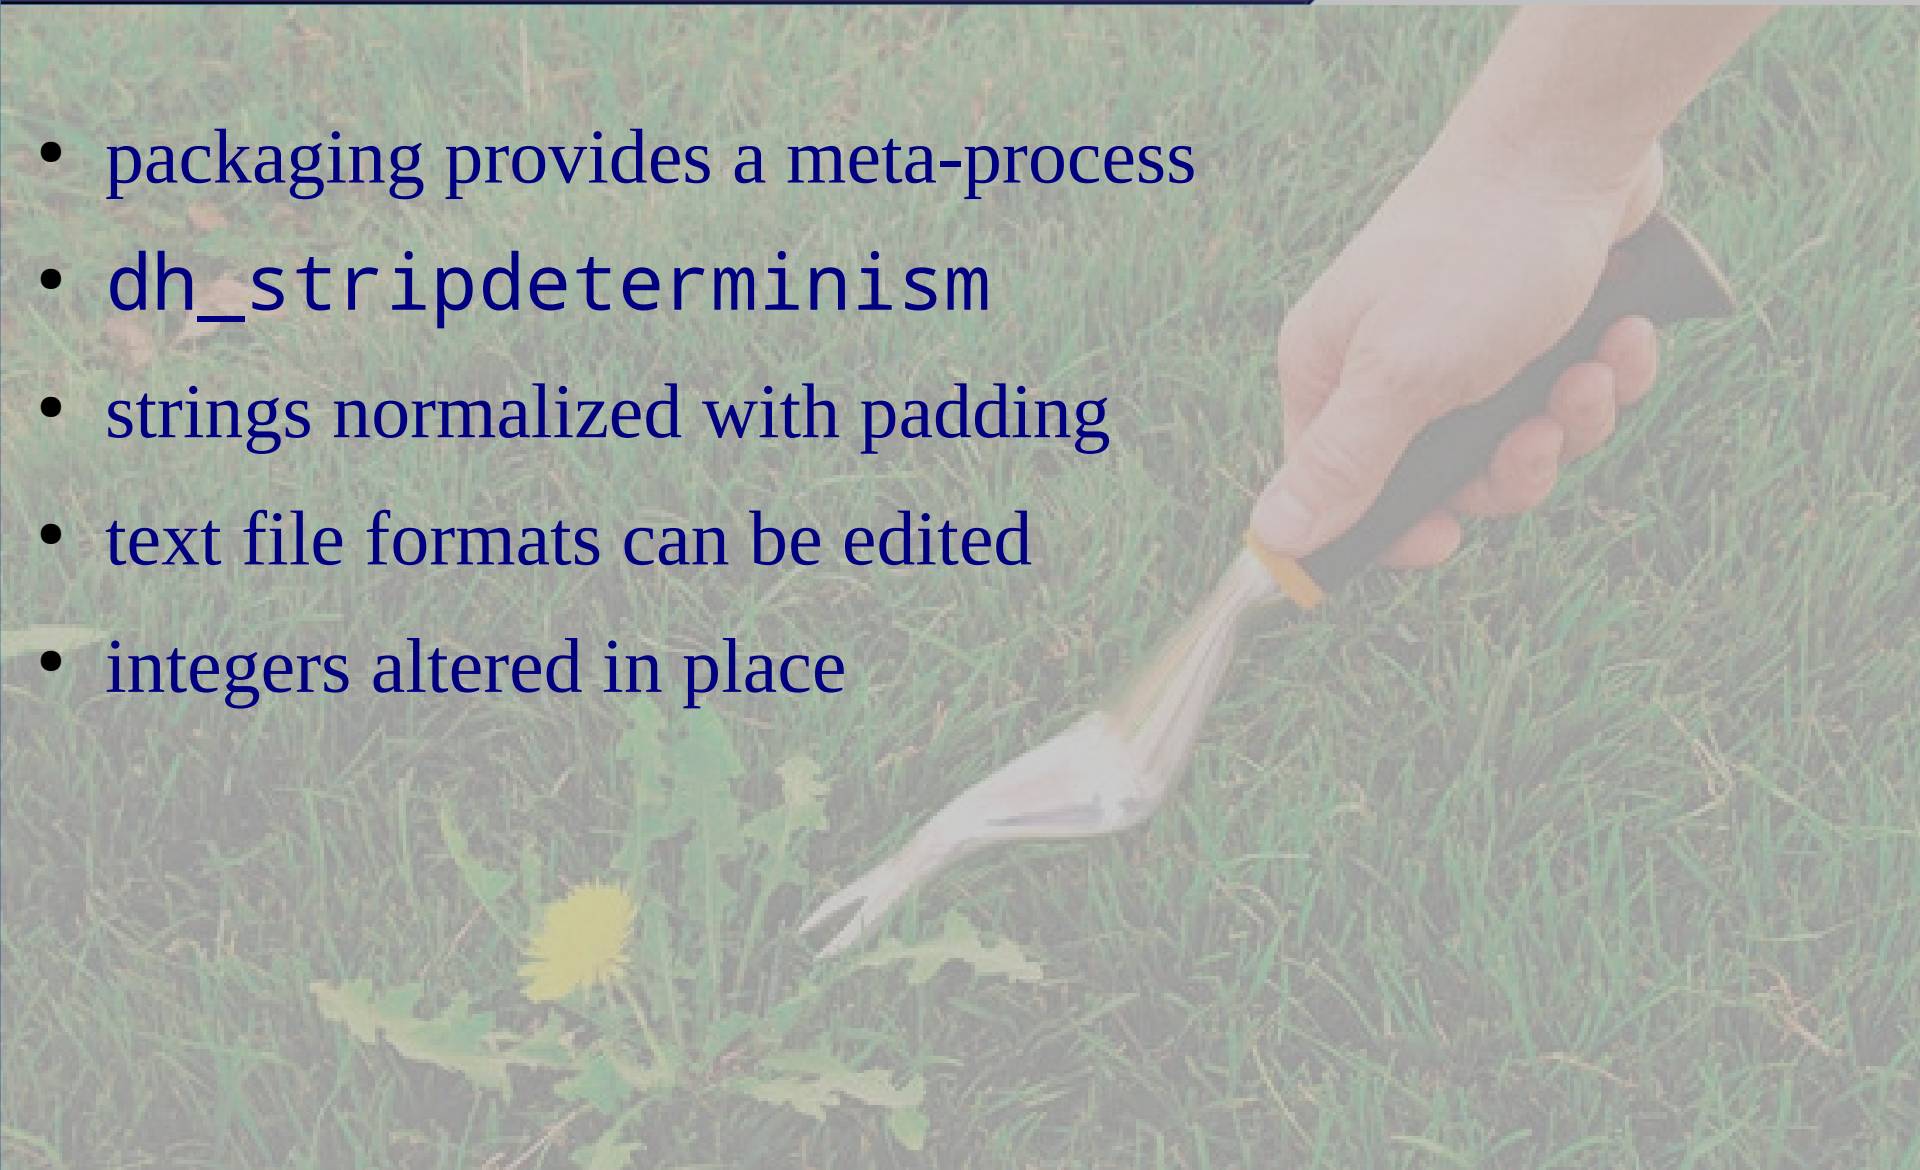 • packaging provides a meta-process
• dh_stripdeterminism
• strings normalized with padding
• text file formats can be edited
• integers altered in place